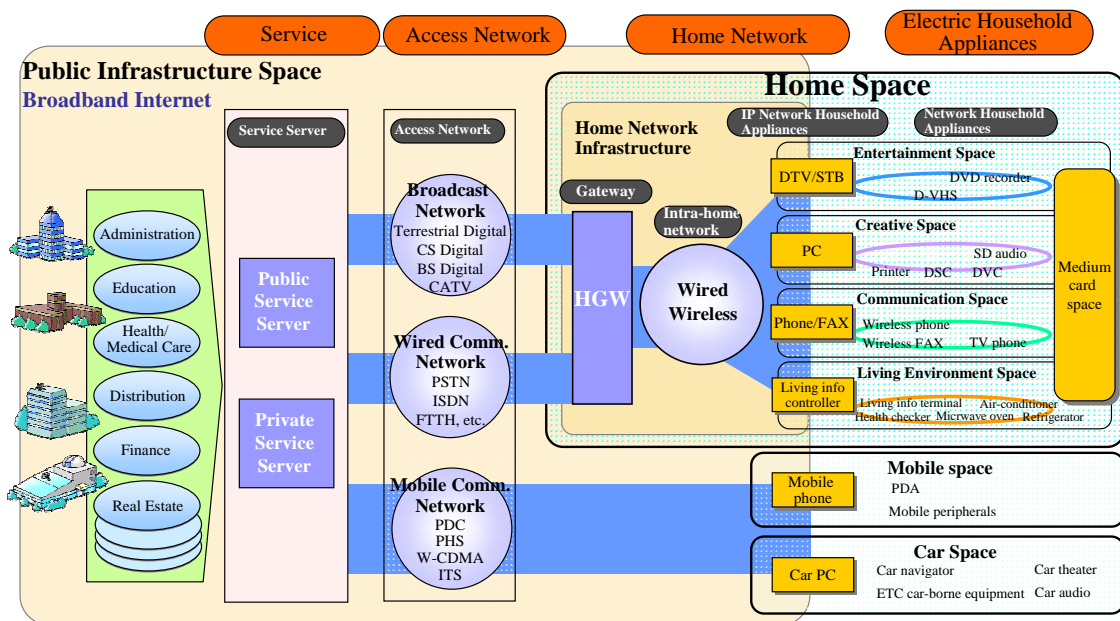 Service
Access Network
Home Network
Electric Household
Appliances
Public Infrastructure Space
Broadband Internet
Home Space
Service Server
Access Network
Home Network
Infrastructure
IP Network Household
Appliances
Network Household
Appliances
Gateway
Intra-home
network
Administration
Education
Health/
Medical Care
Distribution
Finance
Real Estate
Public
Service
Server
Private
Service
Server
Broadcast
Network
Terrestrial Digital
CS Digital
BS Digital
CATV
Wired Comm.
Network
PSTN
ISDN
FTTH, etc.
Mobile Comm.
Network
PDC
PHS
W-CDMA
ITS
HGW
Wired
Wireless
Entertainment Space
DTV/STB
DVD recorder
D-VHS
Creative Space
PC
SD audio
Printer DSC DVC
Communication Space
Phone/FAX
Wireless phone
Wireless FAX TV phone
Living Environment Space
Living info
controller
Living info terminal Air-conditioner
Health checker Micrwave oven Refrigerator
Medium
card
space
Mobile space
Mobile
phone
PDA
Mobile peripherals
Car Space
Car PC
Car navigator Car theater
ETC car-borne equipment Car audio